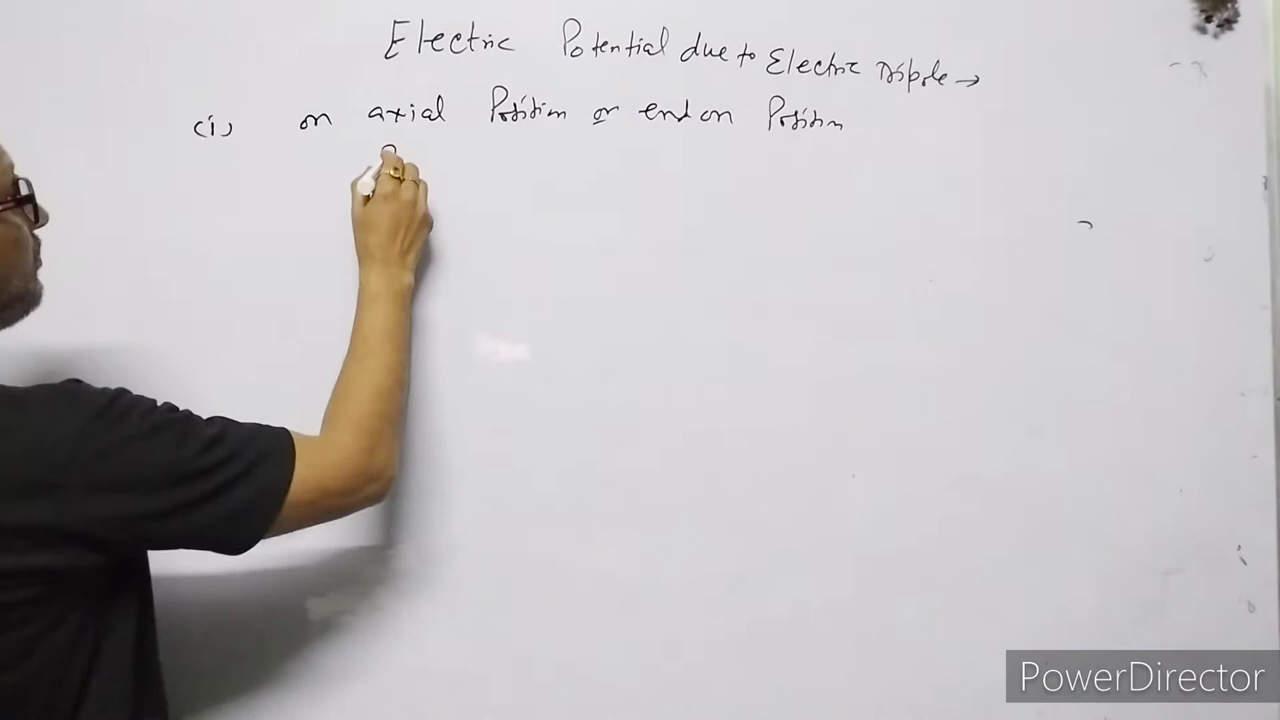 Electric Potential due to Electric Dipole →
(i) on axial Position or end on Position
PowerDirector